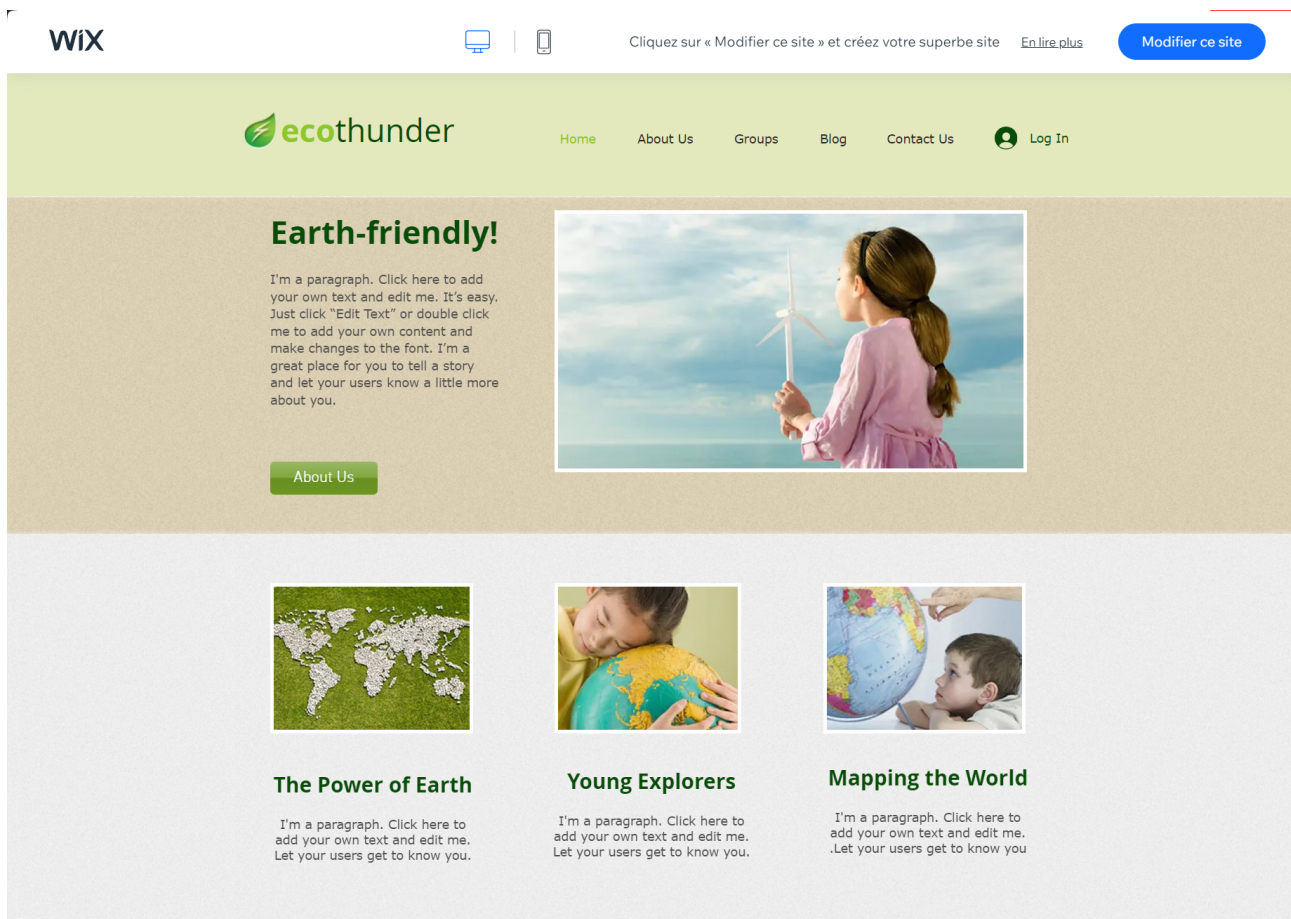 WiX
Cliquez sur « Modifier ce site » et créez votre superbe site
En lire plus
Modifier ce site
ecothunder
Home
About Us
Groups
Blog
Contact Us
Log In
Earth-friendly!
I'm a paragraph. Click here to add
your own text and edit me. It’s easy.
Just click “Edit Text” or double click
me to add your own content and
make changes to the font. I’m a
great place for you to tell a story
and let your users know a little more
about you.
About Us
The Power of Earth
I'm a paragraph. Click here to
add your own text and edit me.
Let your users get to know you.
Young Explorers
I'm a paragraph. Click here to
add your own text and edit me.
Let your users get to know you.
Mapping the World
I'm a paragraph. Click here to
add your own text and edit me.
.Let your users get to know you